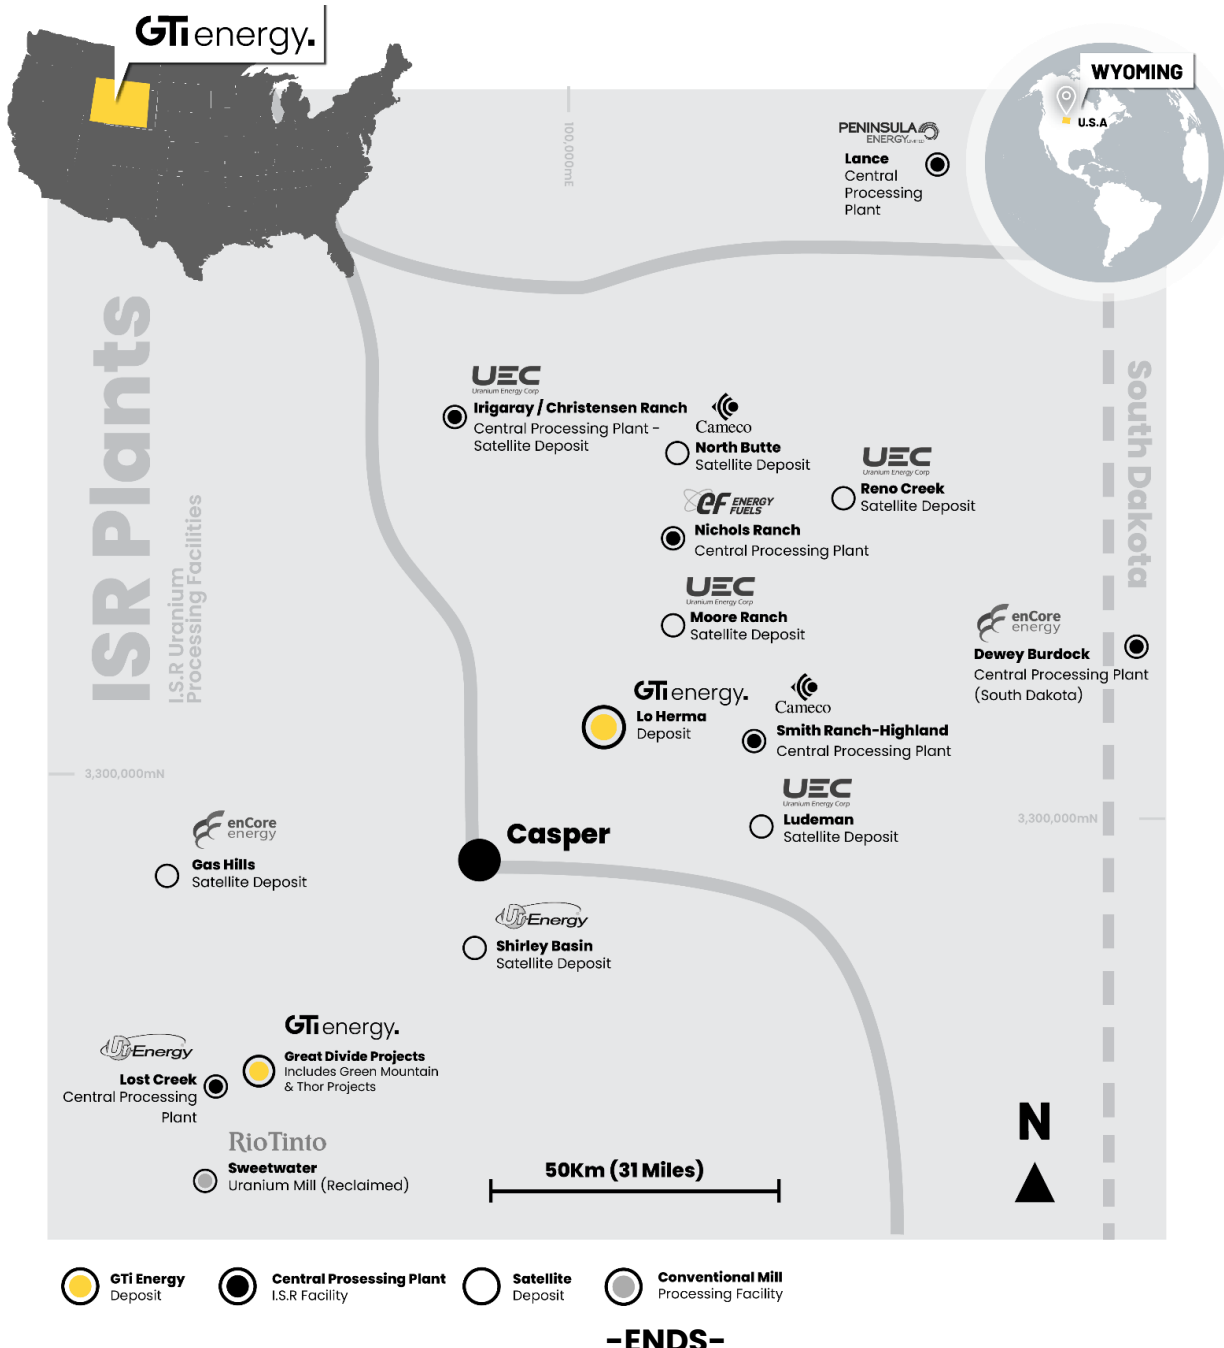 GTi energy.
WYOMING
U.S.A
100,000mE
PENINSULA
ENERGY
Lance
Central
Processing
Plant
ISR Plants
I.S.R Uranium
Processing Facilities
South Dakota
UEC
Uranium Energy Corp
Irigaray / Christensen Ranch
Central Processing Plant -
Satellite Deposit
Cameco
North Butte
Satellite Deposit
UEC
Uranium Energy Corp
Reno Creek
Satellite Deposit
eF ENERGY
FUELS
Nichols Ranch
Central Processing Plant
UEC
Uranium Energy Corp
Moore Ranch
Satellite Deposit
enCore
energy
Dewey Burdock
Central Processing Plant
(South Dakota)
GTi energy.
Lo Herma
Deposit
Cameco
Smith Ranch-Highland
Central Processing Plant
3,300,000mN
UEC
Uranium Energy Corp
Ludeman
Satellite Deposit
3,300,000mN
enCore
energy
Gas Hills
Satellite Deposit
Casper
Ur Energy
Shirley Basin
Satellite Deposit
GTi energy.
Great Divide Projects
Includes Green Mountain
& Thor Projects
Ur Energy
Lost Creek
Central Processing
Plant
RioTinto
Sweetwater
Uranium Mill (Reclaimed)
50Km (31 Miles)
N
GTi Energy
Deposit
Central Prosessing Plant
I.S.R Facility
Satellite
Deposit
Conventional Mill
Processing Facility
-ENDS-